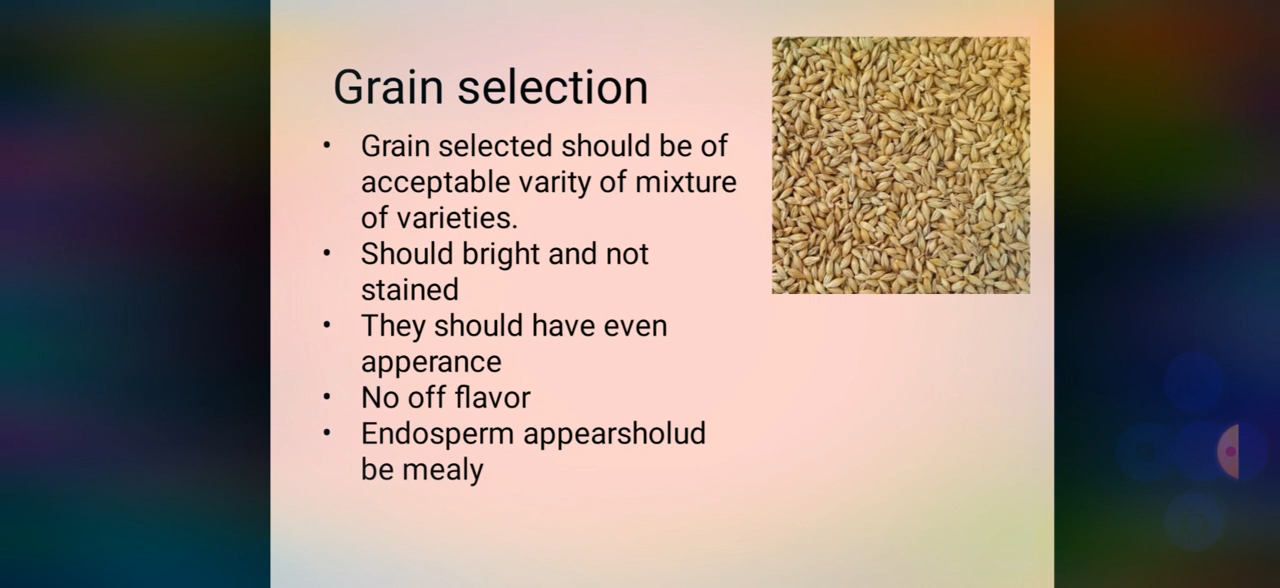 Grain selection
• Grain selected should be of
acceptable varity of mixture
of varieties.
• Should bright and not
stained
• They should have even
apperance
• No off flavor
• Endosperm appearsholud
be mealy